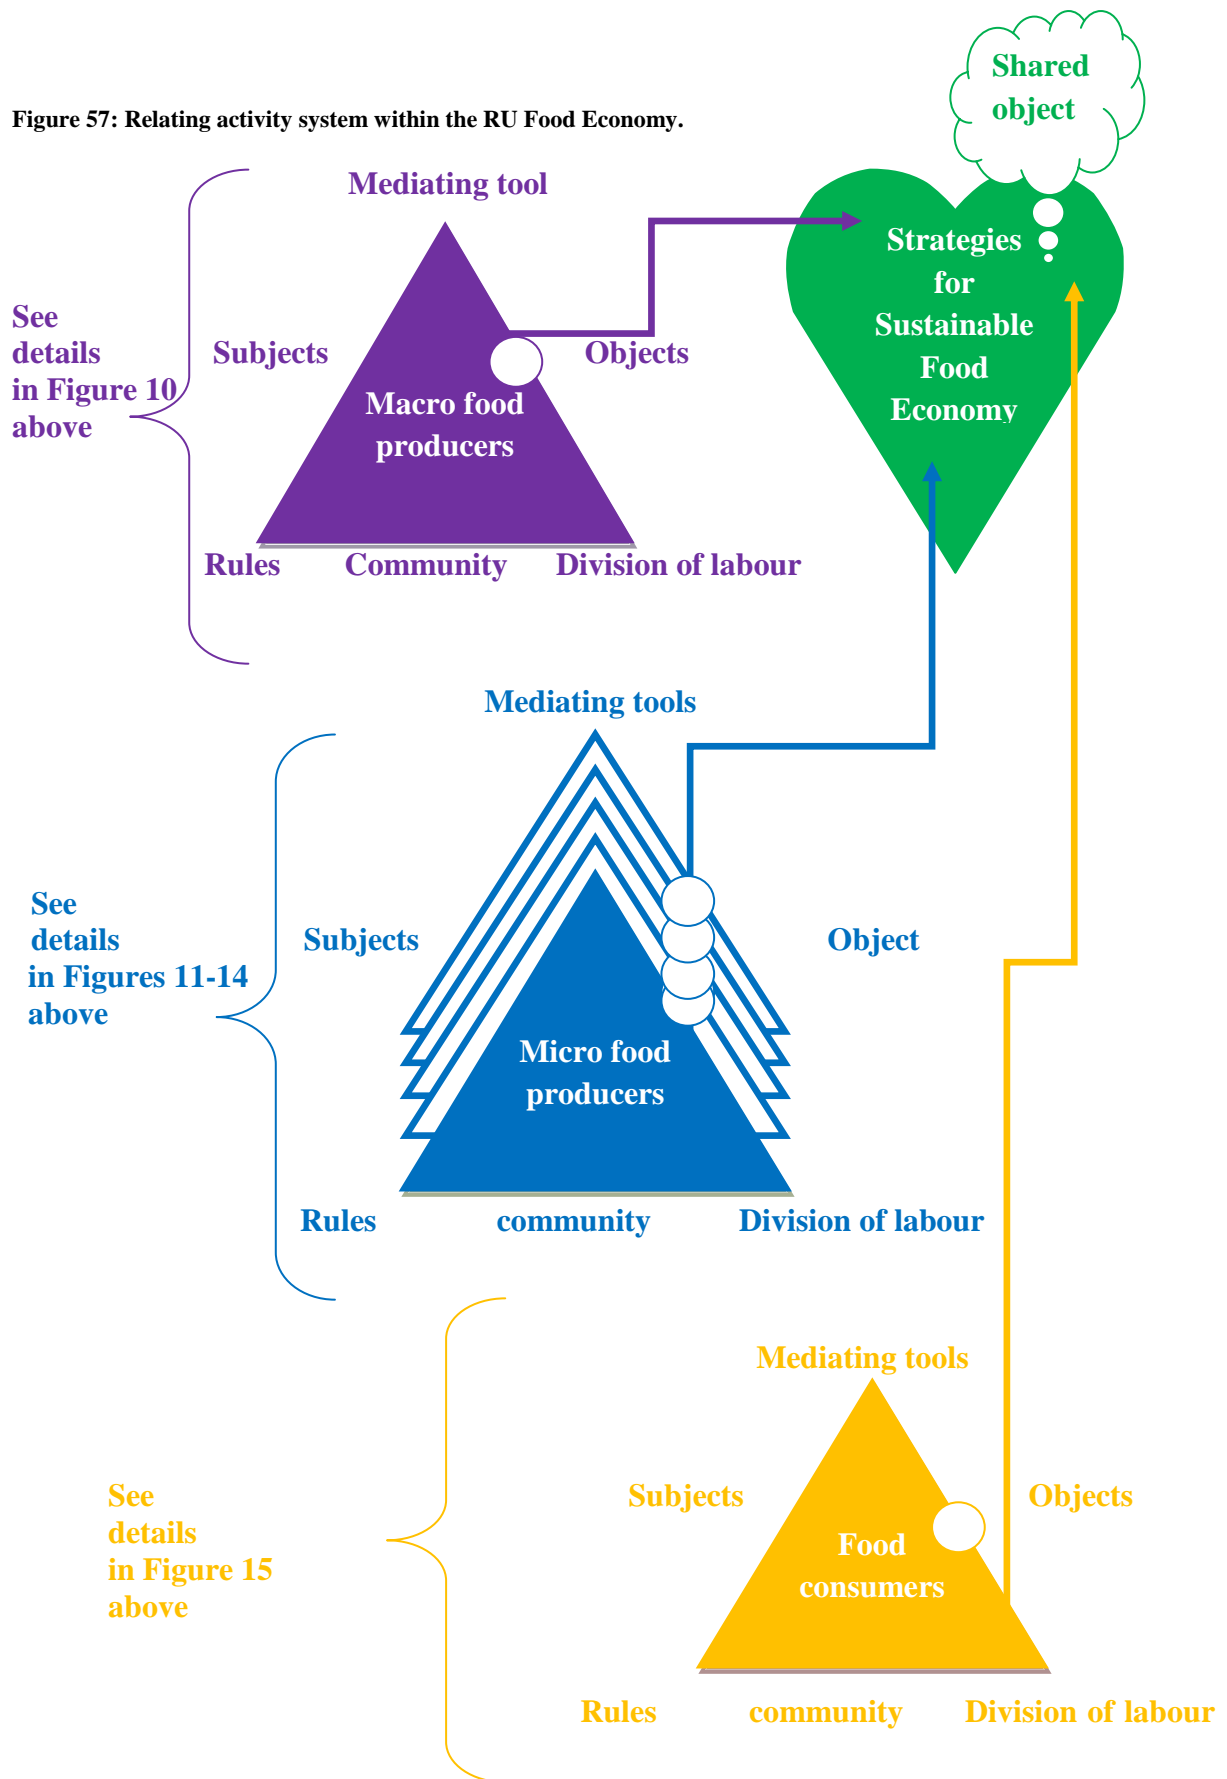 Shared
object
Figure 57: Relating activity system within the RU Food Economy.
Mediating tool
Strategies
for
Sustainable
Food
Economy
See
details
in Figure 10
above
Subjects
Objects
Macro food
producers
Rules Community Division of labour
Mediating tools
See
details
in Figures 11-14
above
Subjects
Object
Micro food
producers
Rules community Division of labour
Mediating tools
See
details
in Figure 15
above
Subjects
Objects
Food
consumers
Rules community Division of labour